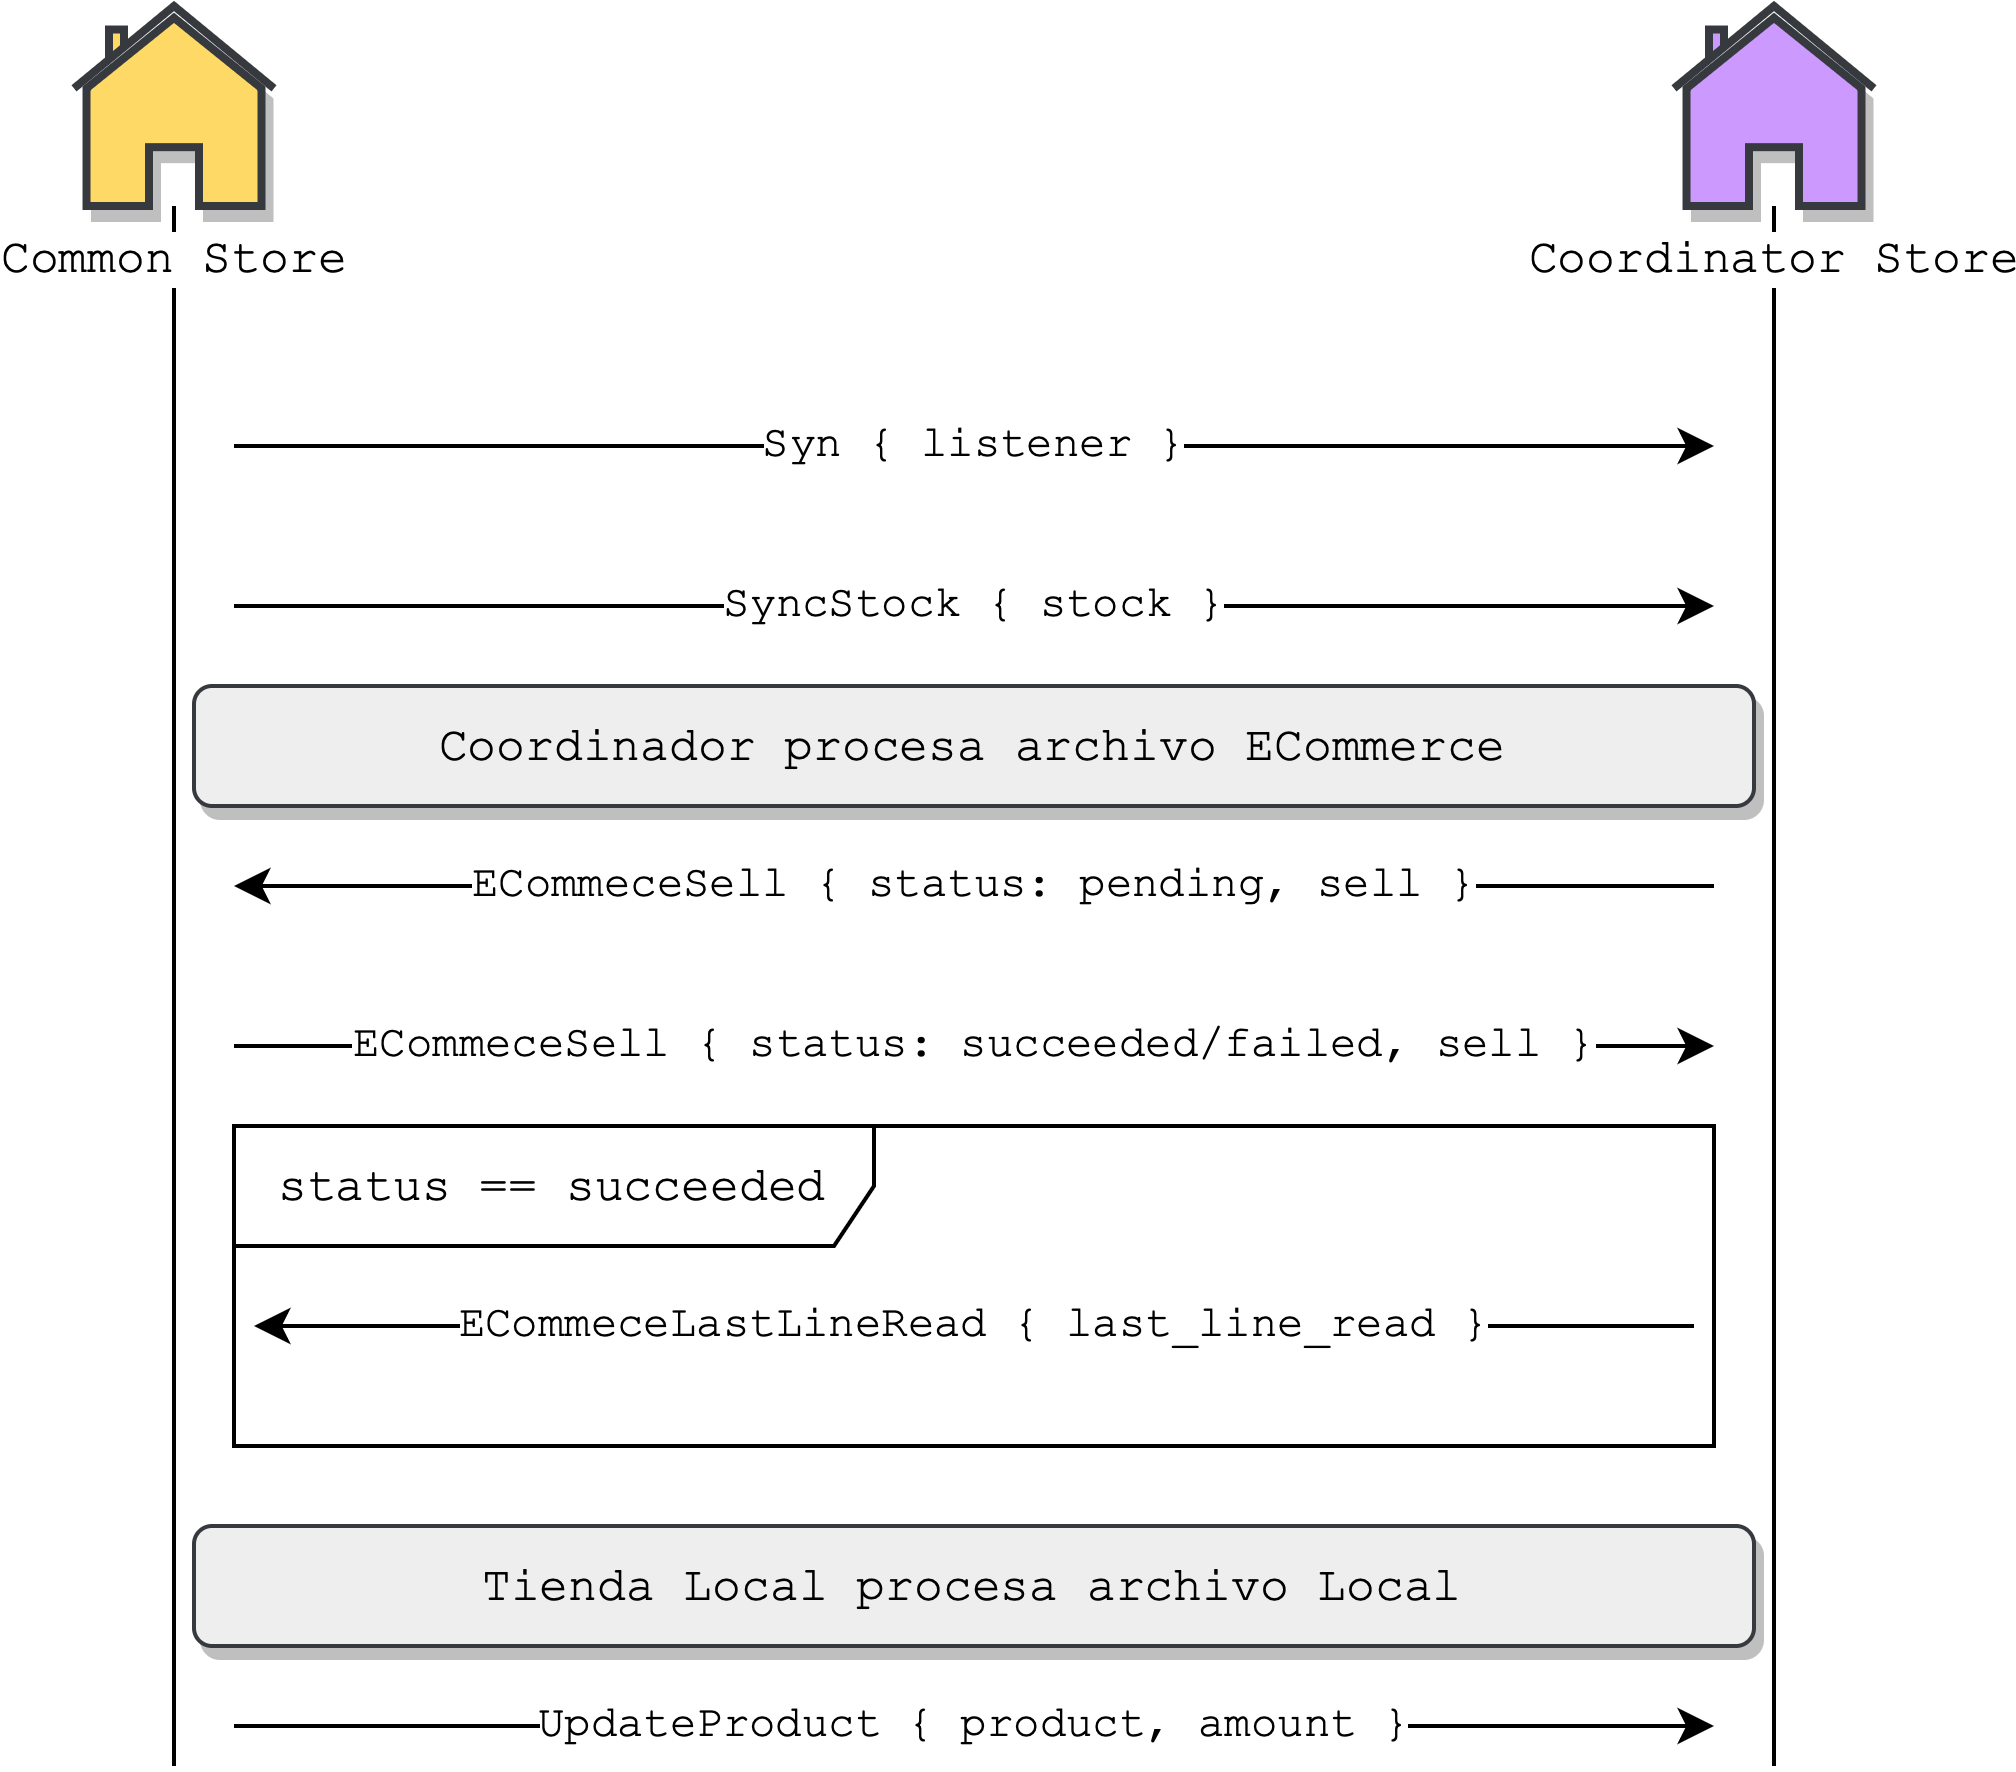 Common Store
Coordinator Store
Syn { listener }
SyncStock { stock }
Coordinador procesa archivo ECommerce
ECommeceSell { status: pending, sell }
ECommeceSell { status: succeeded/failed, sell }
status == succeeded
ECommeceLastLineRead { last_line_read }
Tienda Local procesa archivo Local
UpdateProduct { product, amount }